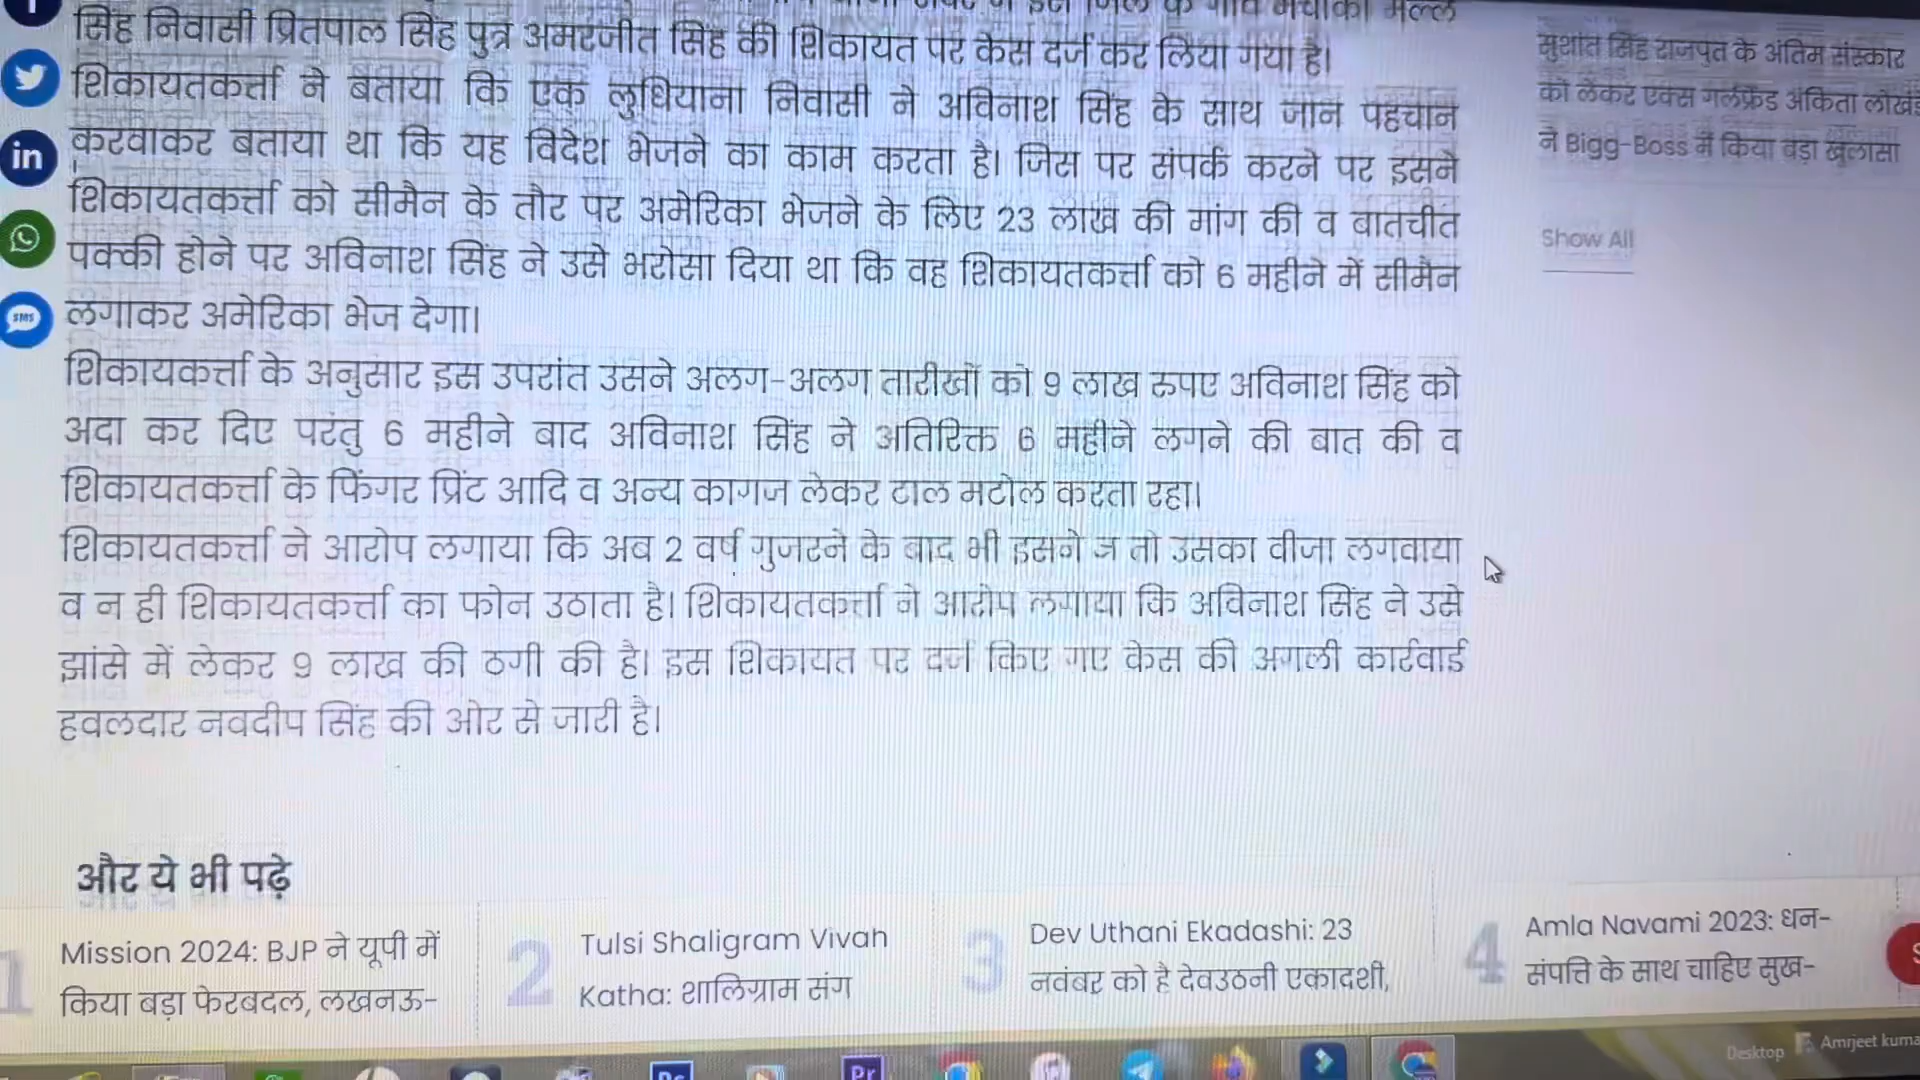 सिंह निवासी प्रितपाल सिंह पुत्र अमरजीत सिंह की शिकायत पर केस दर्ज कर लिया गया है।
शिकायतकर्त्ता ने बताया कि एक लुधियाना निवासी ने अविनाश सिंह के साथ जान पहचान
करवाकर बताया था कि यह विदेश भेजने का काम करता है। जिस पर संपर्क करने पर इसने
शिकायतकर्त्ता को सीमैन के तौर पर अमेरिका भेजने के लिए 23 लाख की मांग की व बातचीत
पक्की होने पर अविनाश सिंह ने उसे भरोसा दिया था कि वह शिकायतकर्त्ता को 6 महीने में सीमैन
लगाकर अमेरिका भेज देगा।
शिकायकर्त्ता के अनुसार इस उपरांत उसने अलग-अलग तारीखों को 9 लाख रुपए अविनाश सिंह को
अदा कर दिए परंतु 6 महीने बाद अविनाश सिंह ने अतिरिक्त 6 महीने लगने की बात की व
शिकायतकर्त्ता के फिंगर प्रिंट आदि व अन्य कागज लेकर टाल मटोल करता रहा।
शिकायतकर्त्ता ने आरोप लगाया कि अब 2 वर्ष गुजरने के बाद भी इसने न तो उसका वीजा लगवाया
व न ही शिकायतकर्त्ता का फोन उठाता है। शिकायतकर्त्ता ने आरोप लगाया कि अविनाश सिंह ने उसे
झांसे में लेकर 9 लाख की ठगी की है। इस शिकायत पर दर्ज किए गए केस की अगली कार्रवाई
हवलदार नवदीप सिंह की ओर से जारी है।
सुशांत सिंह राजपूत के अंतिम संस्कार
को लेकर एक्स गर्लफ्रेंड अंकिता
ने Bigg-Boss में किया बड़ा खुलासा
Show All
in
SMS
और ये भी पढ़े
1
Mission 2024: BJP ने यूपी में
किया बड़ा फेरबदल, लखनऊ-
2
Tulsi Shaligram Vivah
Katha: शालिग्राम संग
3
Dev Uthani Ekadashi: 23
नवंबर को है देवउठनी एकादशी,
4
Amla Navami 2023: धन-
संपत्ति के साथ चाहिए सुख-
Pr
Desktop
Amrjeet